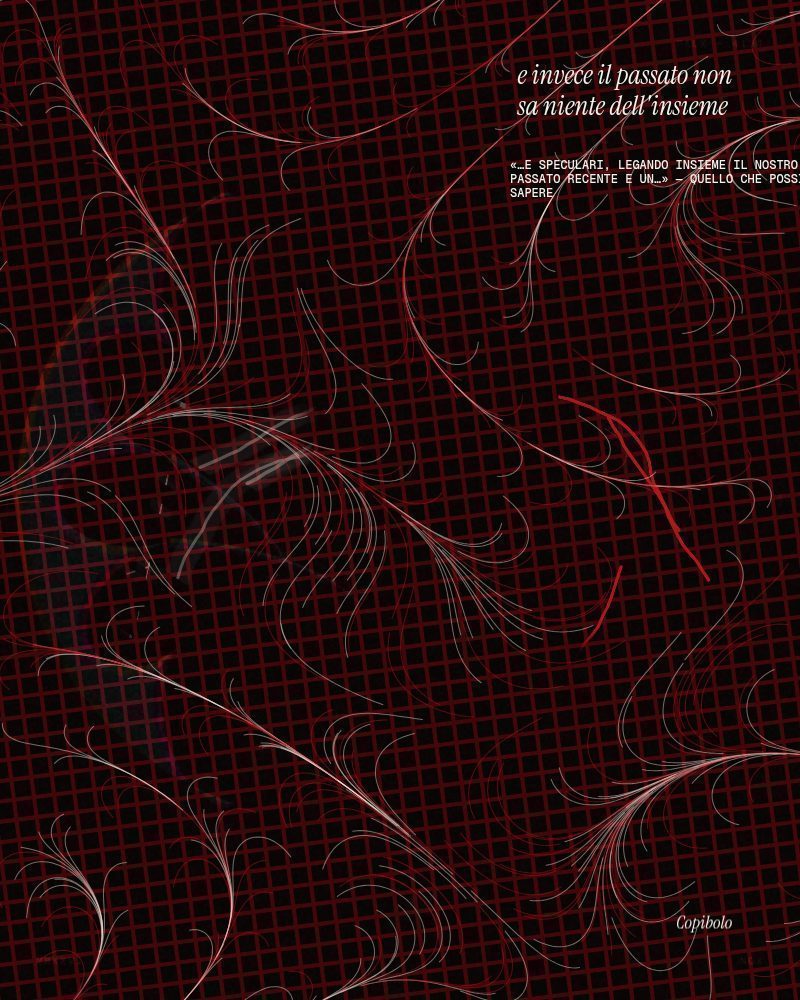 e invece il passato non
sa niente dell'insieme
«…E SPECULARI, LEGANDO INSIEME IL NOSTRO
PASSATO RECENTE E UN…» — QUELLO CHE POSSI
SAPERE
Copibolo